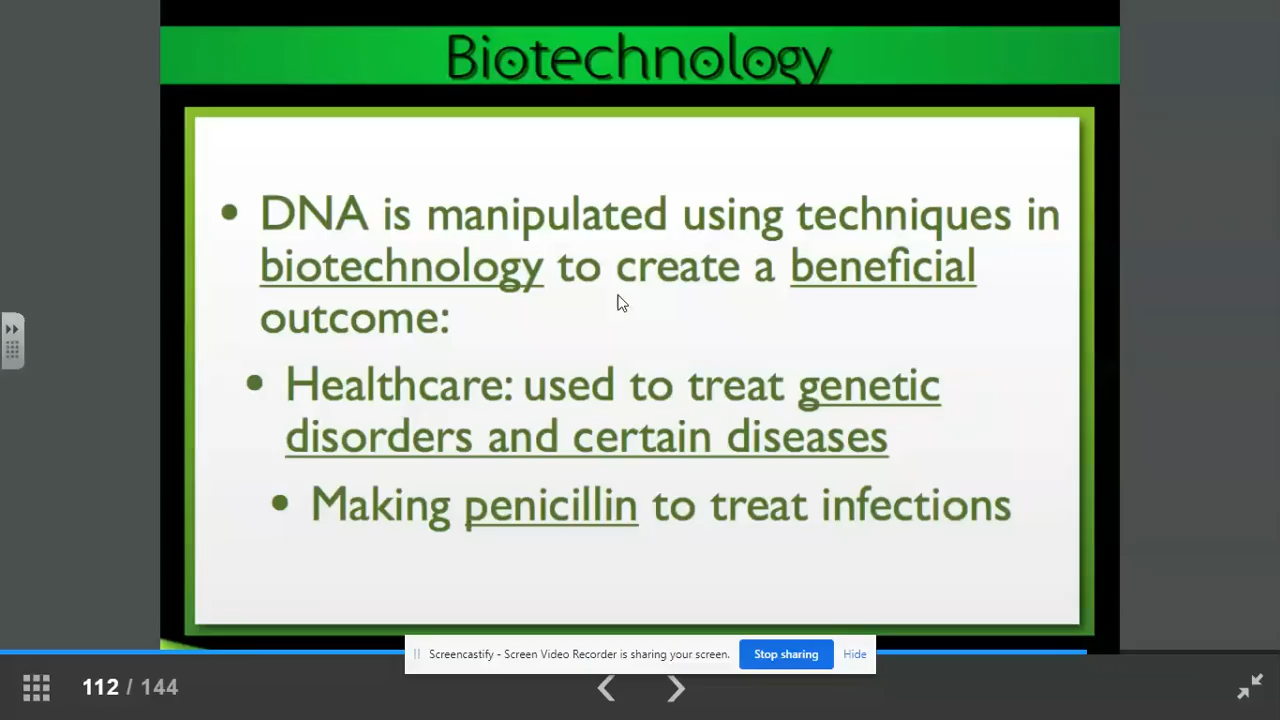 Biotechnology
• DNA is manipulated using techniques in
biotechnology to create a beneficial
outcome:
• Healthcare: used to treat genetic
disorders and certain diseases
• Making penicillin to treat infections
Screencastify - Screen Video Recorder is sharing your screen. Stop sharing Hide
112 / 144